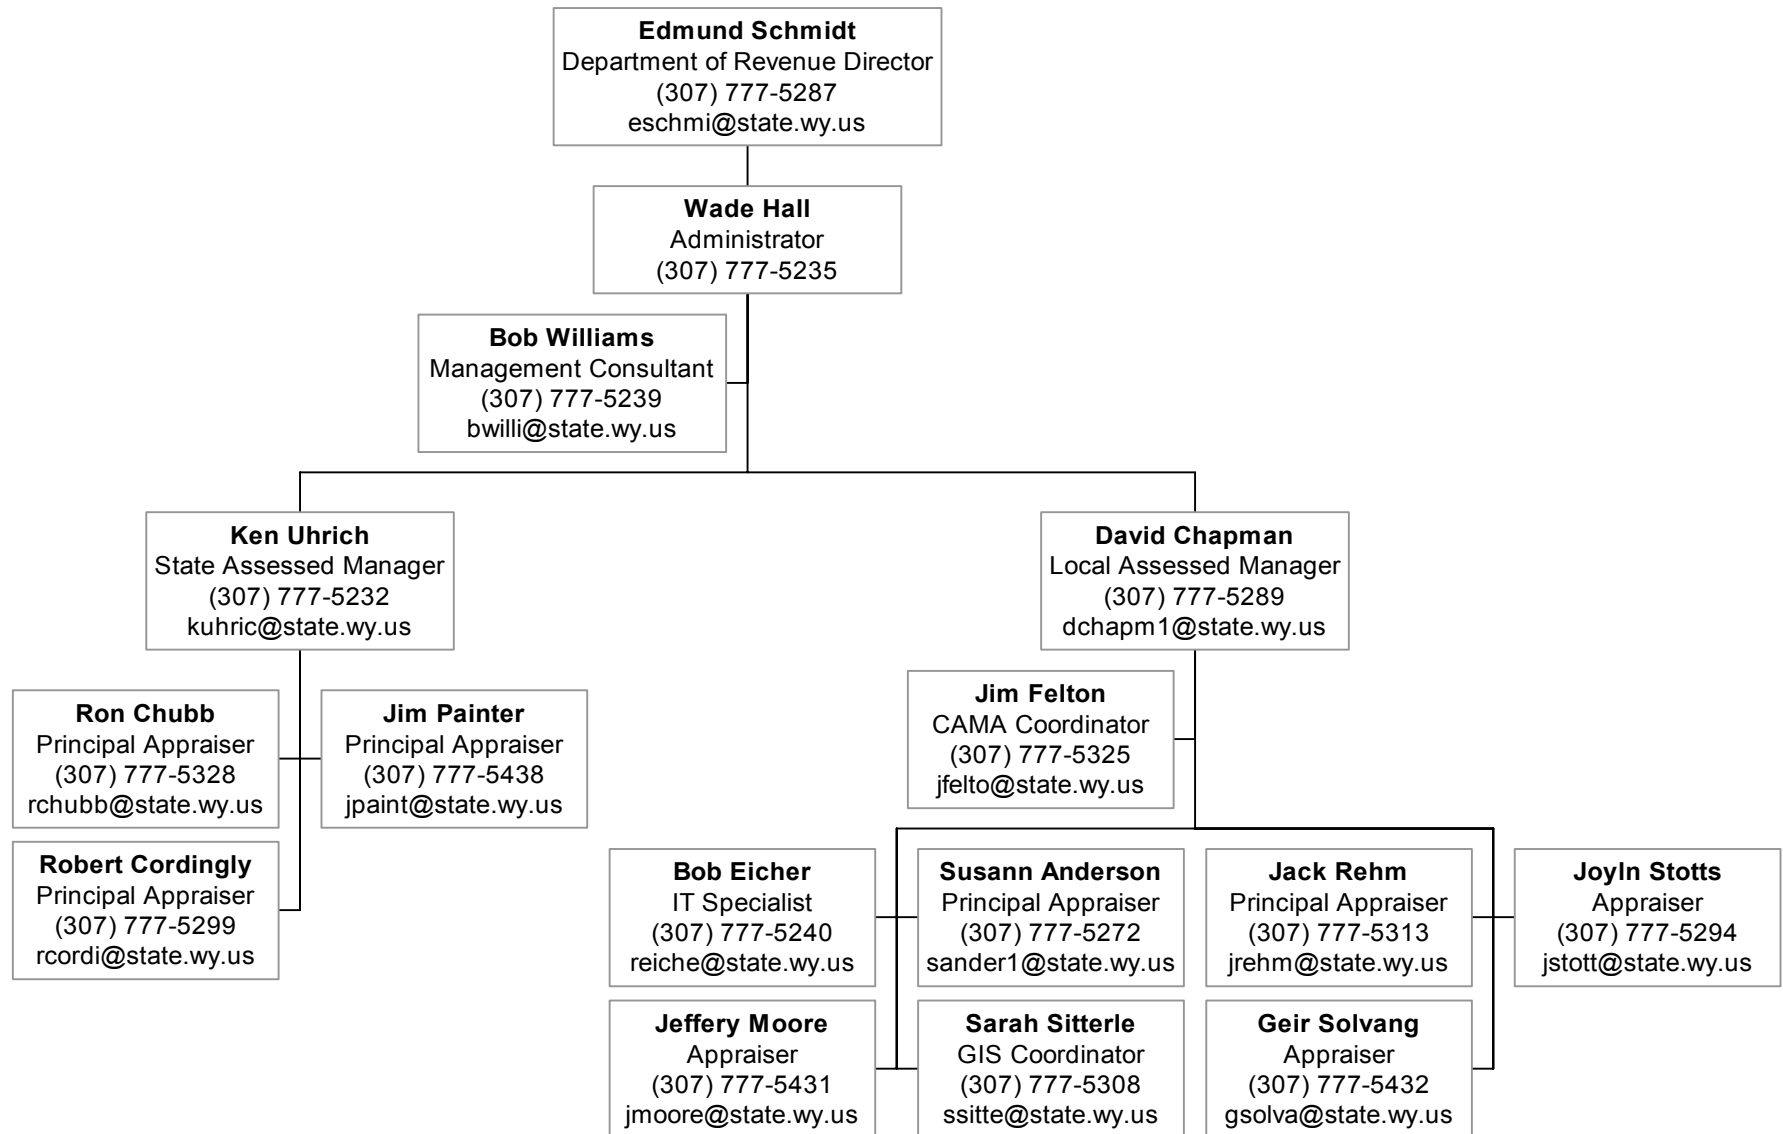 Edmund Schmidt
Department of Revenue Director
(307) 777-5287
eschmi@state.wy.us
Wade Hall
Administrator
(307) 777-5235
Bob Williams
Management Consultant
(307) 777-5239
bwilli@state.wy.us
Ken Uhrich
State Assessed Manager
(307) 777-5232
kuhric@state.wy.us
David Chapman
Local Assessed Manager
(307) 777-5289
dchapm1@state.wy.us
Ron Chubb
Principal Appraiser
(307) 777-5328
rchubb@state.wy.us
Jim Painter
Principal Appraiser
(307) 777-5438
jpaint@state.wy.us
Jim Felton
CAMA Coordinator
(307) 777-5325
jfelto@state.wy.us
Robert Cordingly
Principal Appraiser
(307) 777-5299
rcordi@state.wy.us
Bob Eicher
IT Specialist
(307) 777-5240
reiche@state.wy.us
Susann Anderson
Principal Appraiser
(307) 777-5272
sander1@state.wy.us
Jack Rehm
Principal Appraiser
(307) 777-5313
jrehm@state.wy.us
Joyln Stotts
Appraiser
(307) 777-5294
jstott@state.wy.us
Jeffery Moore
Appraiser
(307) 777-5431
jmoore@state.wy.us
Sarah Sitterle
GIS Coordinator
(307) 777-5308
ssitte@state.wy.us
Geir Solvang
Appraiser
(307) 777-5432
gsolva@state.wy.us